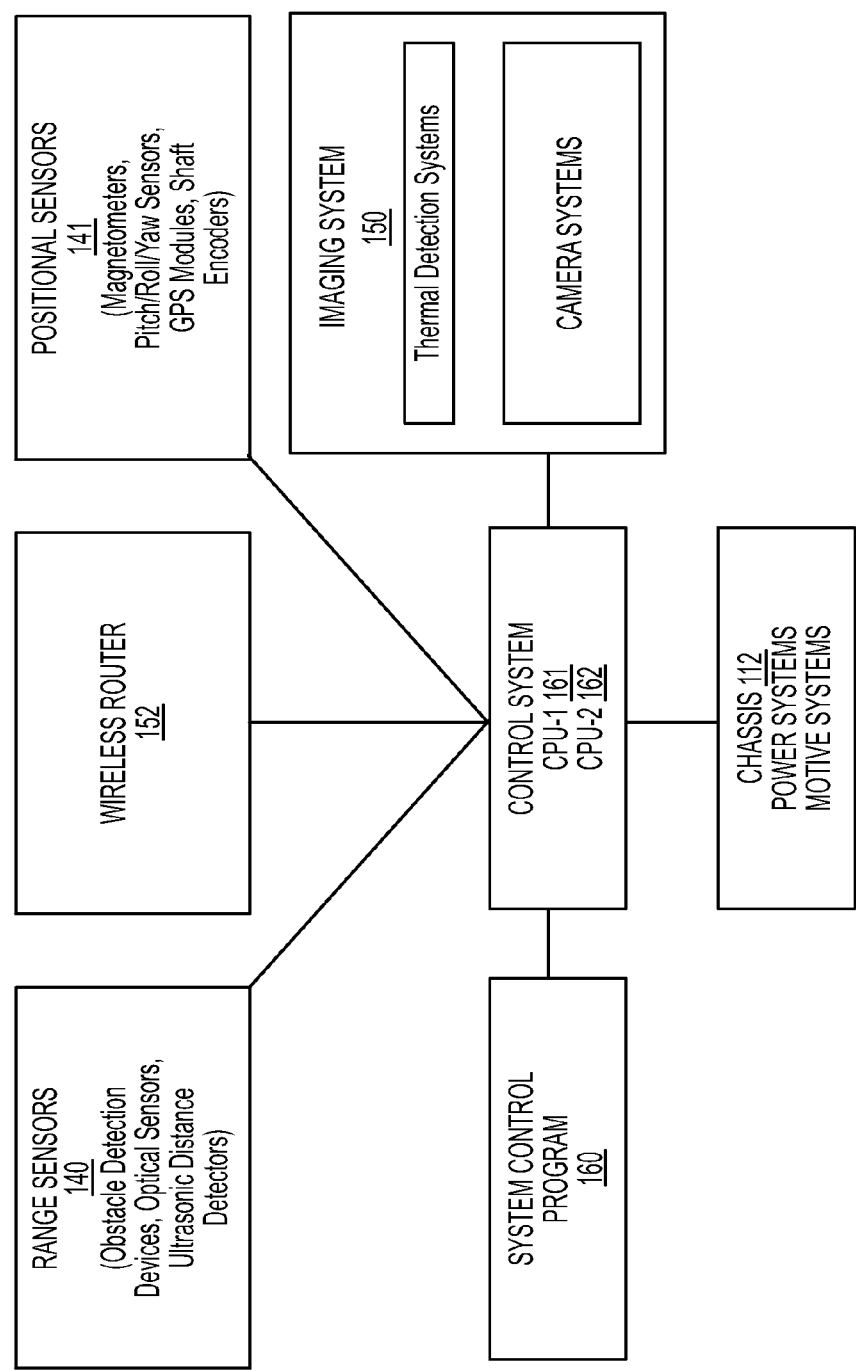 RANGE SENSORS
140
(Obstacle Detection
Devices, Optical Sensors,
Ultrasonic Distance
Detectors)
WIRELESS ROUTER
152
POSITIONAL SENSORS
141
(Magnetometers,
Pitch/Roll/Yaw Sensors,
GPS Modules, Shaft
Encoders)
SYSTEM CONTROL
PROGRAM
160
CONTROL SYSTEM
CPU-1 161
CPU-2 162
IMAGING SYSTEM
150
Thermal Detection Systems
CAMERA SYSTEMS
CHASSIS 112
POWER SYSTEMS
MOTIVE SYSTEMS